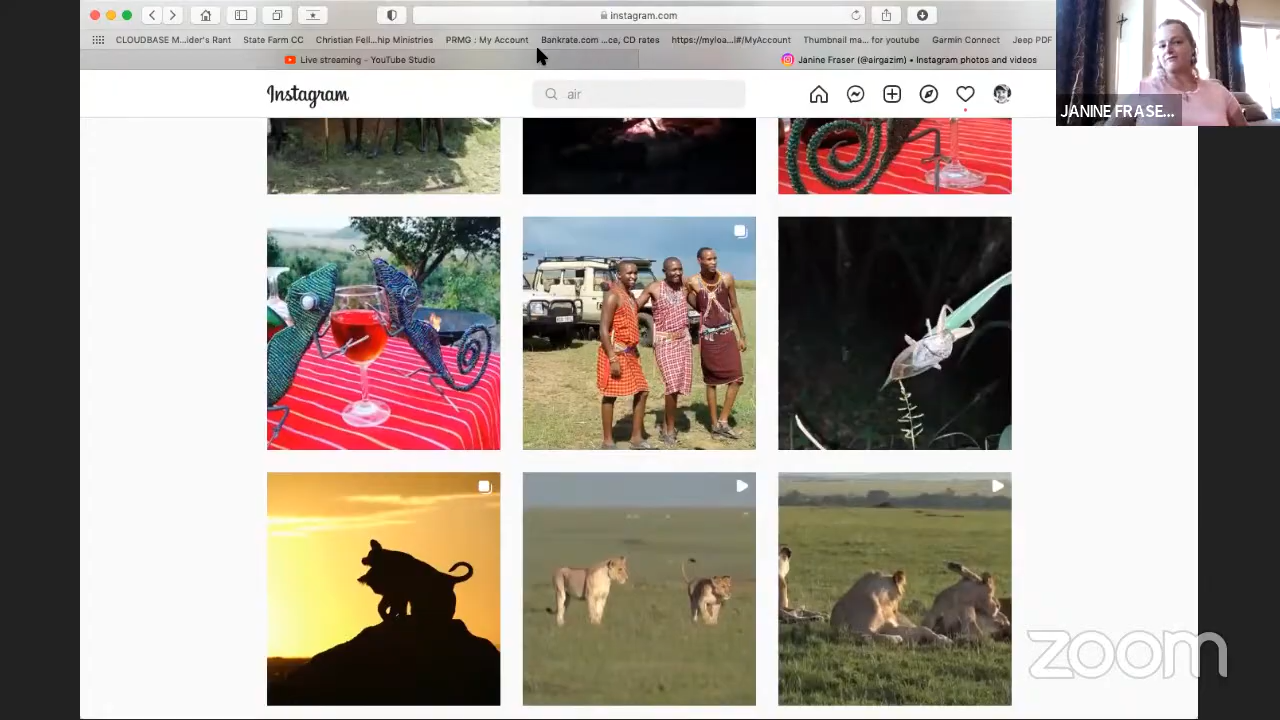 instagram.com
CLOUDBASE M...ider's Rant State Farm CC Christian Fell...hip Ministries PRMG : My Account Bankrate.com ...ce, CD rates https://myloa...l#/MyAccount Thumbnail ma... for youtube Garmin Connect Jeep PDF
Live streaming - YouTube Studio Janine Fraser (@airgazim) • Instagram photos and videos
Instagram air
JANINE FRASE...
zoom